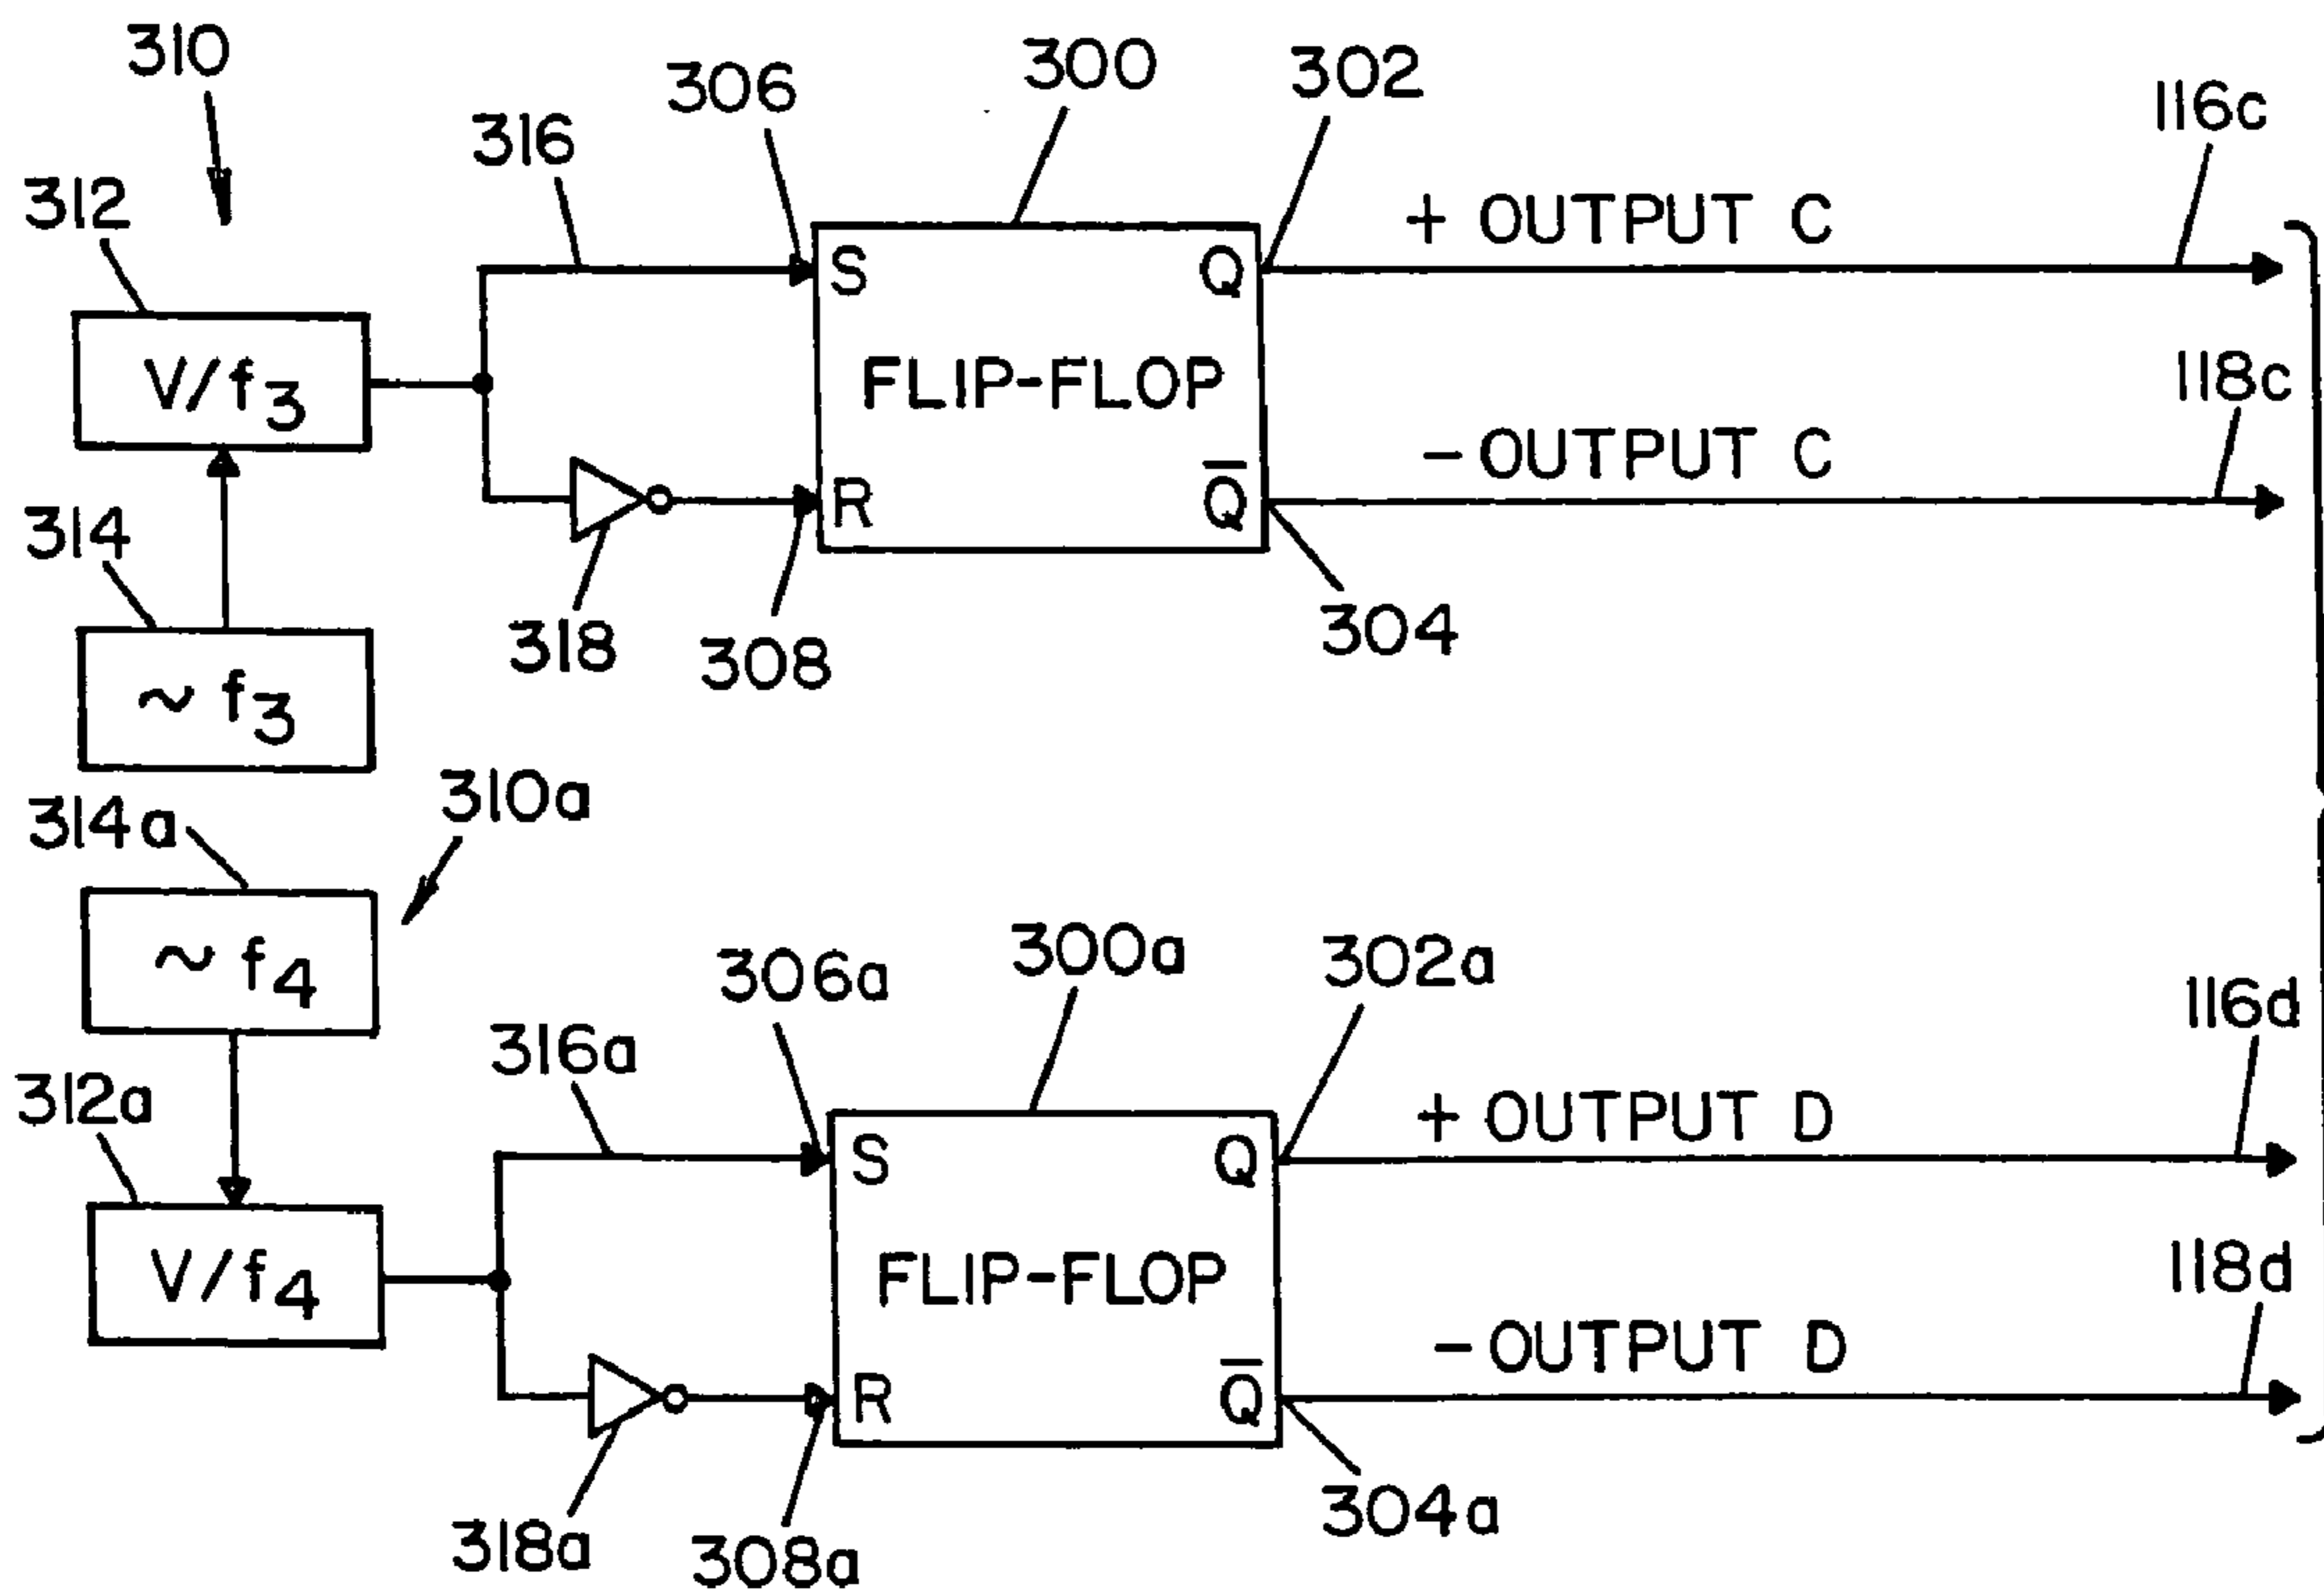 310
306
300
302
116c
316
312
+ OUTPUT C
S
Q
V/f3
FLIP-FLOP
118c
- OUTPUT C
R
Q̅
314
318
308
304
~ f3
310a
314a
~ f4
306a
300a
302a
116d
316a
312a
+ OUTPUT D
S
Q
V/f4
FLIP-FLOP
118d
- OUTPUT D
R
Q̅
318a
308a
304a